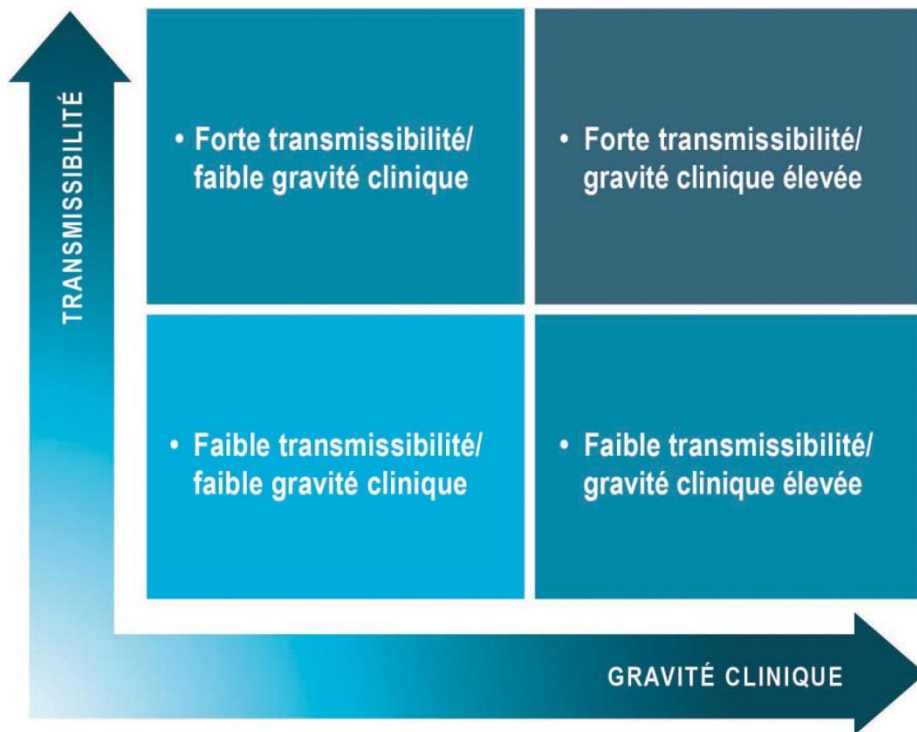 TRANSMISSIBILITÉ
• Forte transmissibilité/
faible gravité clinique
• Forte transmissibilité/
gravité clinique élevée
• Faible transmissibilité/
faible gravité clinique
• Faible transmissibilité/
gravité clinique élevée
GRAVITÉ CLINIQUE